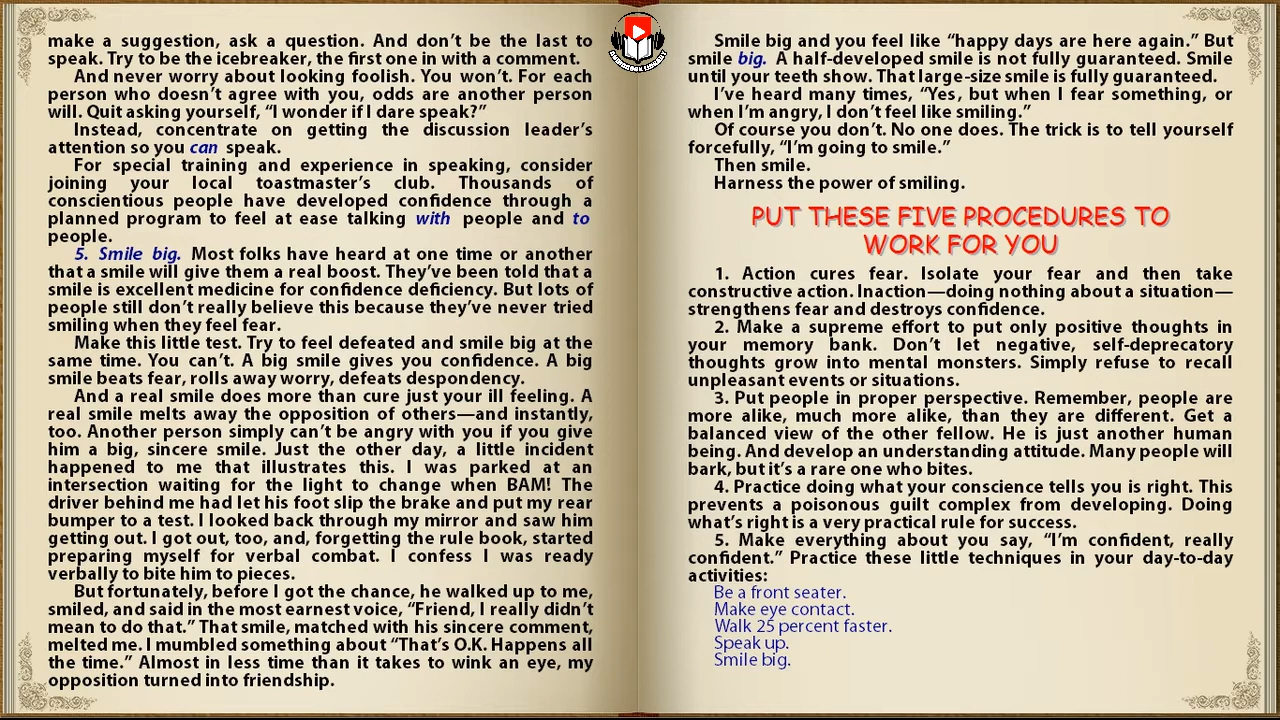 make a suggestion, ask a question. And don’t be the last to
speak. Try to be the icebreaker, the first one in with a comment.
And never worry about looking foolish. You won’t. For each
person who doesn’t agree with you, odds are another person
will. Quit asking yourself, “I wonder if I dare speak?”
Instead, concentrate on getting the discussion leader’s
attention so you can speak.
For special training and experience in speaking, consider
joining your local toastmaster’s club. Thousands of
conscientious people have developed confidence through a
planned program to feel at ease talking with people and to
people.
5. Smile big. Most folks have heard at one time or another
that a smile will give them a real boost. They’ve been told that a
smile is excellent medicine for confidence deficiency. But lots of
people still don’t really believe this because they’ve never tried
smiling when they feel fear.
Make this little test. Try to feel defeated and smile big at the
same time. You can’t. A big smile gives you confidence. A big
smile beats fear, rolls away worry, defeats despondency.
And a real smile does more than cure just your ill feeling. A
real smile melts away the opposition of others—and instantly,
too. Another person simply can’t be angry with you if you give
him a big, sincere smile. Just the other day, a little incident
happened to me that illustrates this. I was parked at an
intersection waiting for the light to change when BAM! The
driver behind me had let his foot slip the brake and put my rear
bumper to a test. I looked back through my mirror and saw him
getting out. I got out, too, and, forgetting the rule book, started
preparing myself for verbal combat. I confess I was ready
verbally to bite him to pieces.
But fortunately, before I got the chance, he walked up to me,
smiled, and said in the most earnest voice, “Friend, I really didn’t
mean to do that.” That smile, matched with his sincere comment,
melted me. I mumbled something about “That’s O.K. Happens all
the time.” Almost in less time than it takes to wink an eye, my
opposition turned into friendship.
Smile big and you feel like “happy days are here again.” But
smile big. A half-developed smile is not fully guaranteed. Smile
until your teeth show. That large-size smile is fully guaranteed.
I’ve heard many times, “Yes, but when I fear something, or
when I’m angry, I don’t feel like smiling.”
Of course you don’t. No one does. The trick is to tell yourself
forcefully, “I’m going to smile.”
Then smile.
Harness the power of smiling.
PUT THESE FIVE PROCEDURES TO
WORK FOR YOU
1. Action cures fear. Isolate your fear and then take
constructive action. Inaction—doing nothing about a situation—
strengthens fear and destroys confidence.
2. Make a supreme effort to put only positive thoughts in
your memory bank. Don’t let negative, self-deprecatory
thoughts grow into mental monsters. Simply refuse to recall
unpleasant events or situations.
3. Put people in proper perspective. Remember, people are
more alike, much more alike, than they are different. Get a
balanced view of the other fellow. He is just another human
being. And develop an understanding attitude. Many people will
bark, but it’s a rare one who bites.
4. Practice doing what your conscience tells you is right. This
prevents a poisonous guilt complex from developing. Doing
what’s right is a very practical rule for success.
5. Make everything about you say, “I’m confident, really
confident.” Practice these little techniques in your day-to-day
activities:
Be a front seater.
Make eye contact.
Walk 25 percent faster.
Speak up.
Smile big.